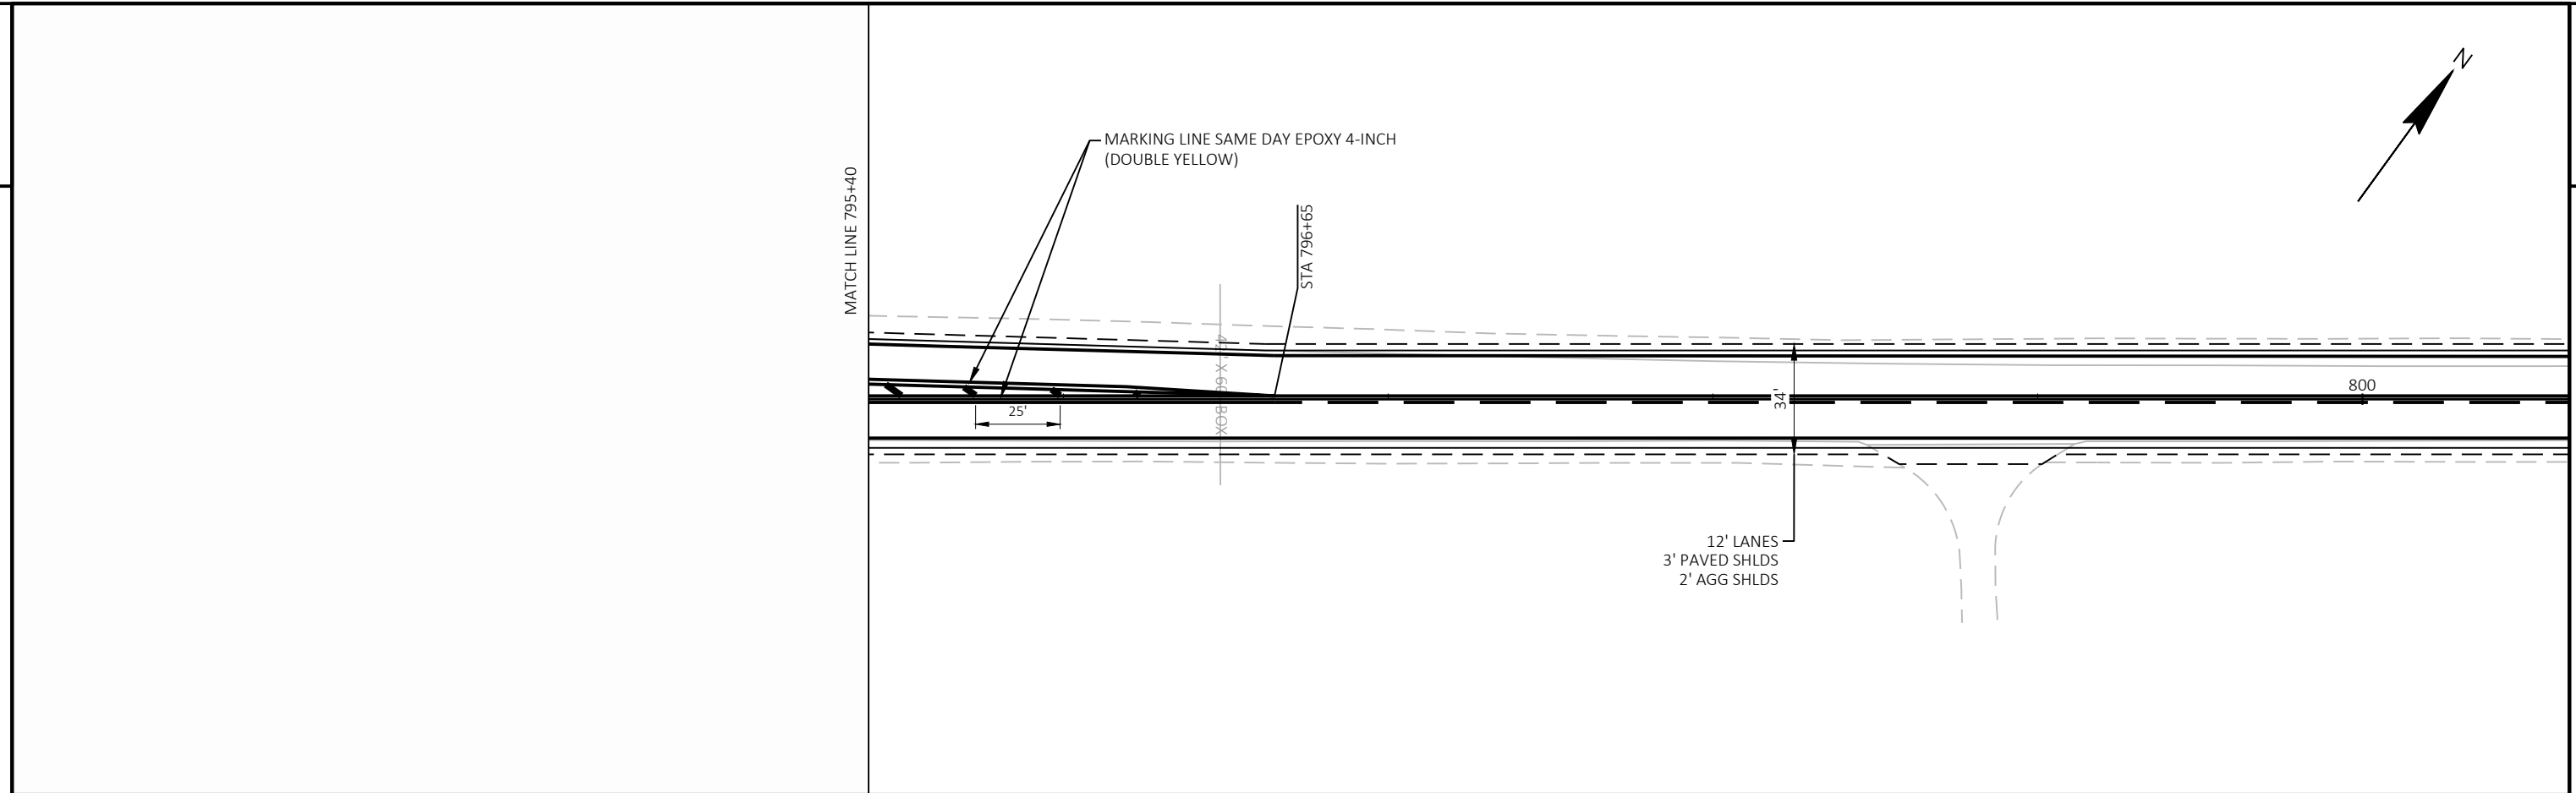 N
MARKING LINE SAME DAY EPOXY 4-INCH
(DOUBLE YELLOW)
MATCH LINE 795+40
STA 796+65
25'
34'
800
12' LANES
3' PAVED SHLDS
2' AGG SHLDS
X BOX